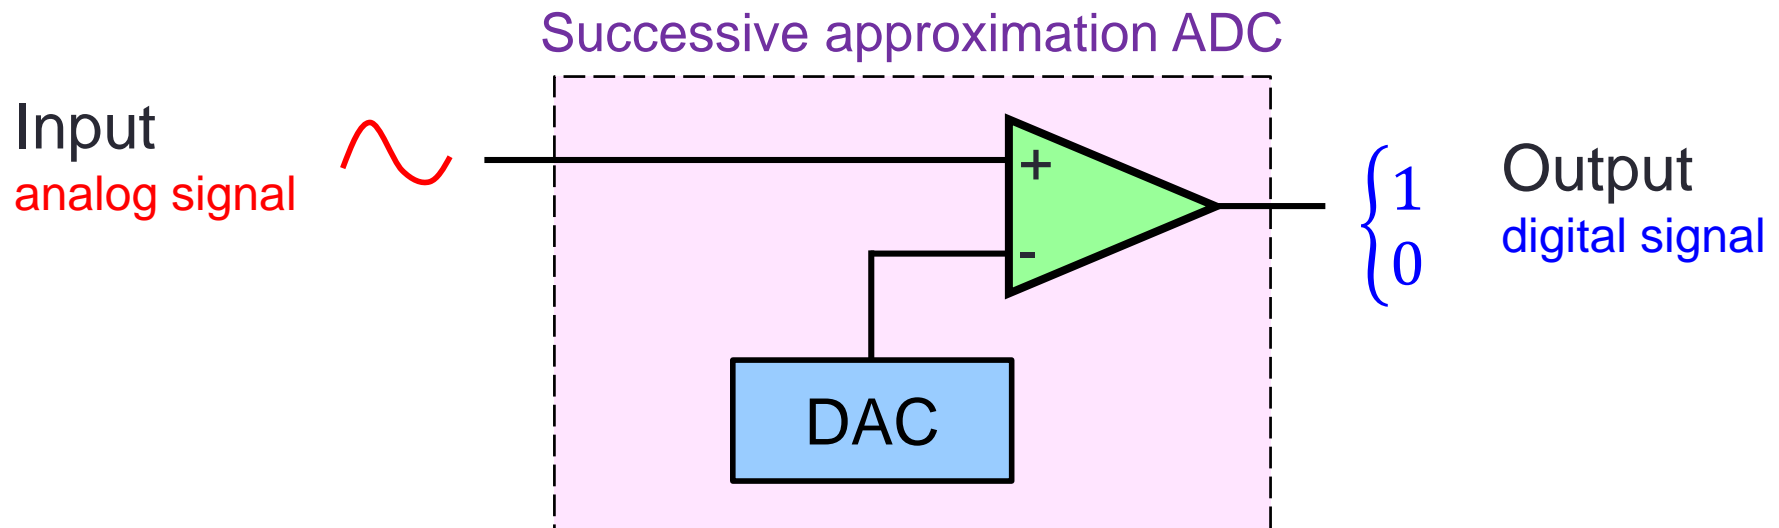 Successive approximation ADC
Input
analog signal
+
-
DAC
1
0
Output
digital signal